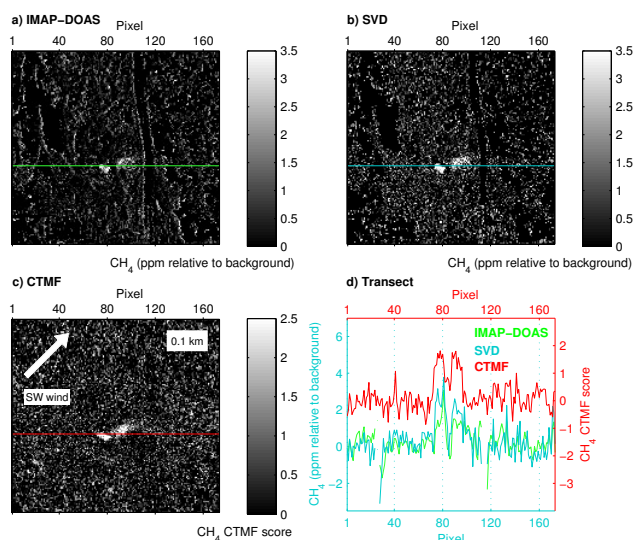 a) IMAP−DOAS
Pixel
1 40 80 120 160
3.5
3
2.5
2
1.5
1
0.5
0
CH4 (ppm relative to background)
b) SVD
Pixel
1 40 80 120 160
3.5
3
2.5
2
1.5
1
0.5
0
CH4 (ppm relative to background)
c) CTMF
Pixel
1 40 80 120 160
0.1 km
SW wind
2.5
2
1.5
1
0.5
0
CH4 CTMF score
d) Transect
Pixel
1 40 80 120 160
IMAP−DOAS
SVD
CTMF
CH4 (ppm relative to background)
6
4
2
0
−2
2
1
0
−1
−2
−3
CH4 CTMF score
1 40 80 120 160
Pixel